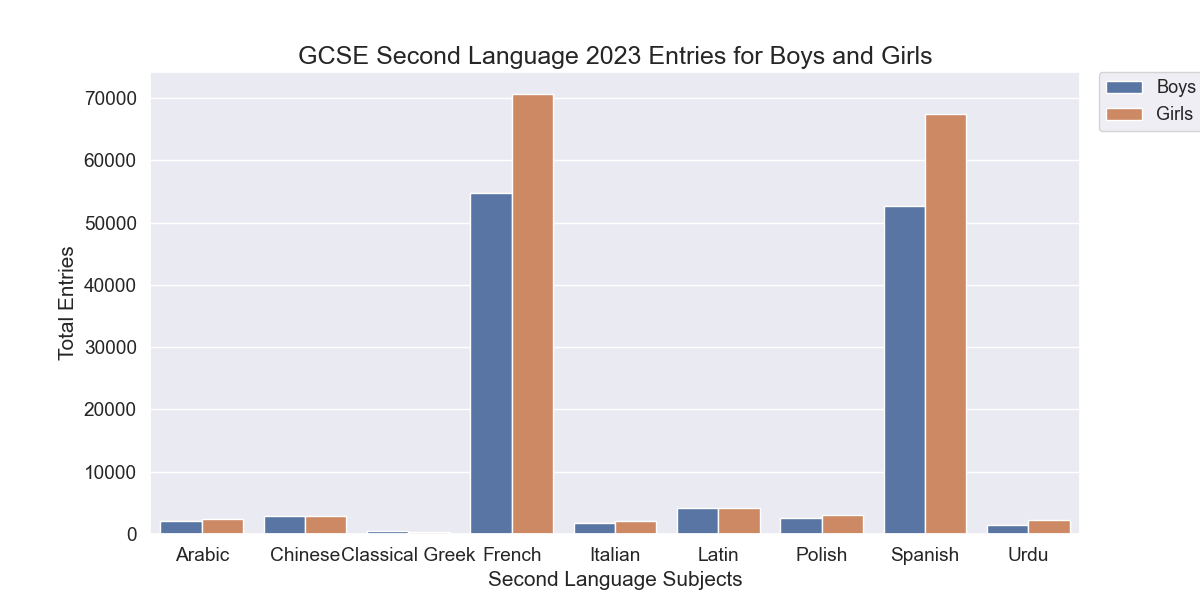 GCSE Second Language 2023 Entries for Boys and Girls
Boys
Girls
70000
60000
50000
40000
30000
20000
10000
0
Total Entries
Arabic Chinese Classical Greek French Italian Latin Polish Spanish Urdu
Second Language Subjects